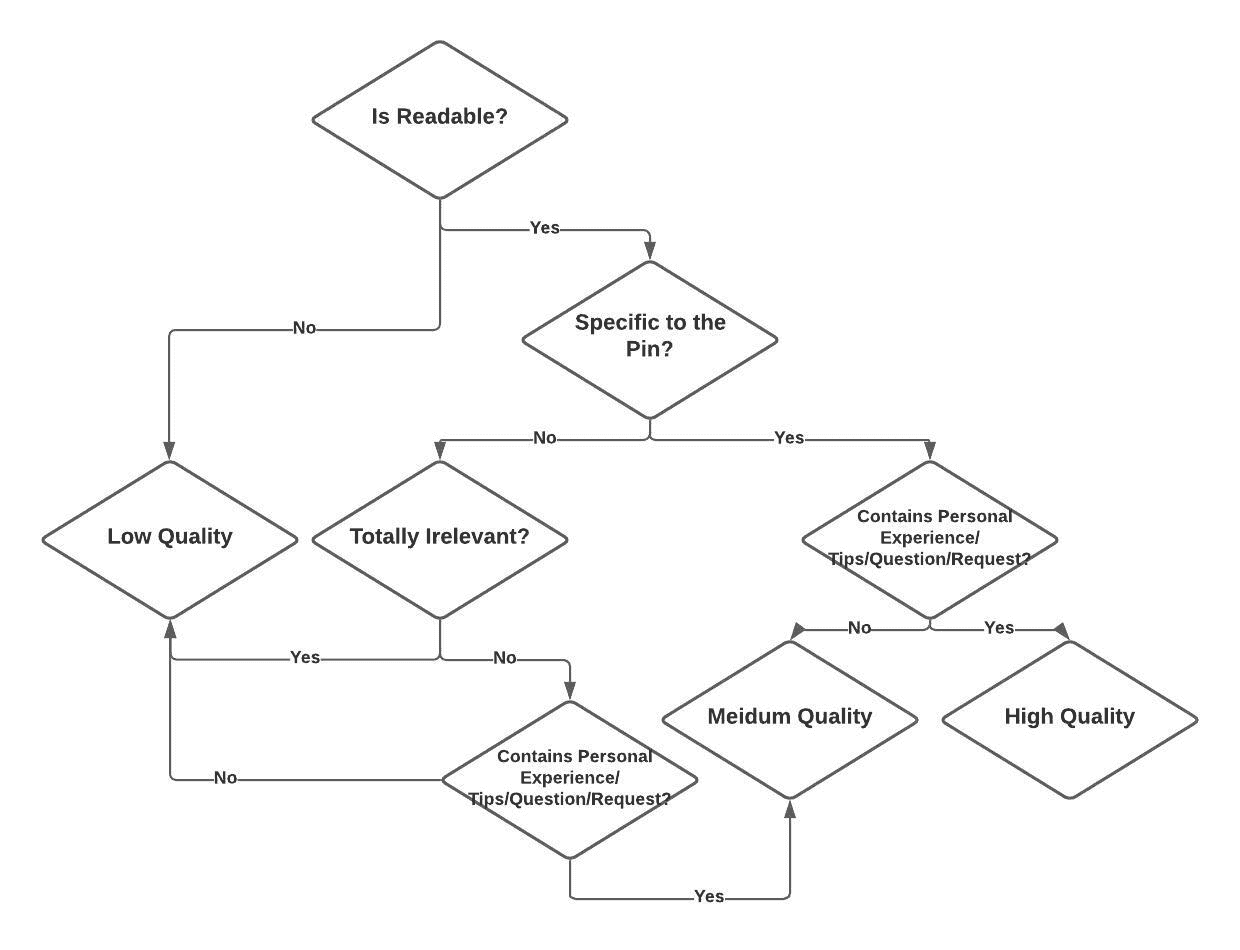 Is Readable?
Yes
No
Specific to the
Pin?
No
Yes
Low Quality
Totally Irelevant?
Contains Personal
Experience/
Tips/Question/Request?
No
Yes
Yes
No
Meidum Quality
High Quality
Contains Personal
Experience/
Tips/Question/Request?
No
Yes